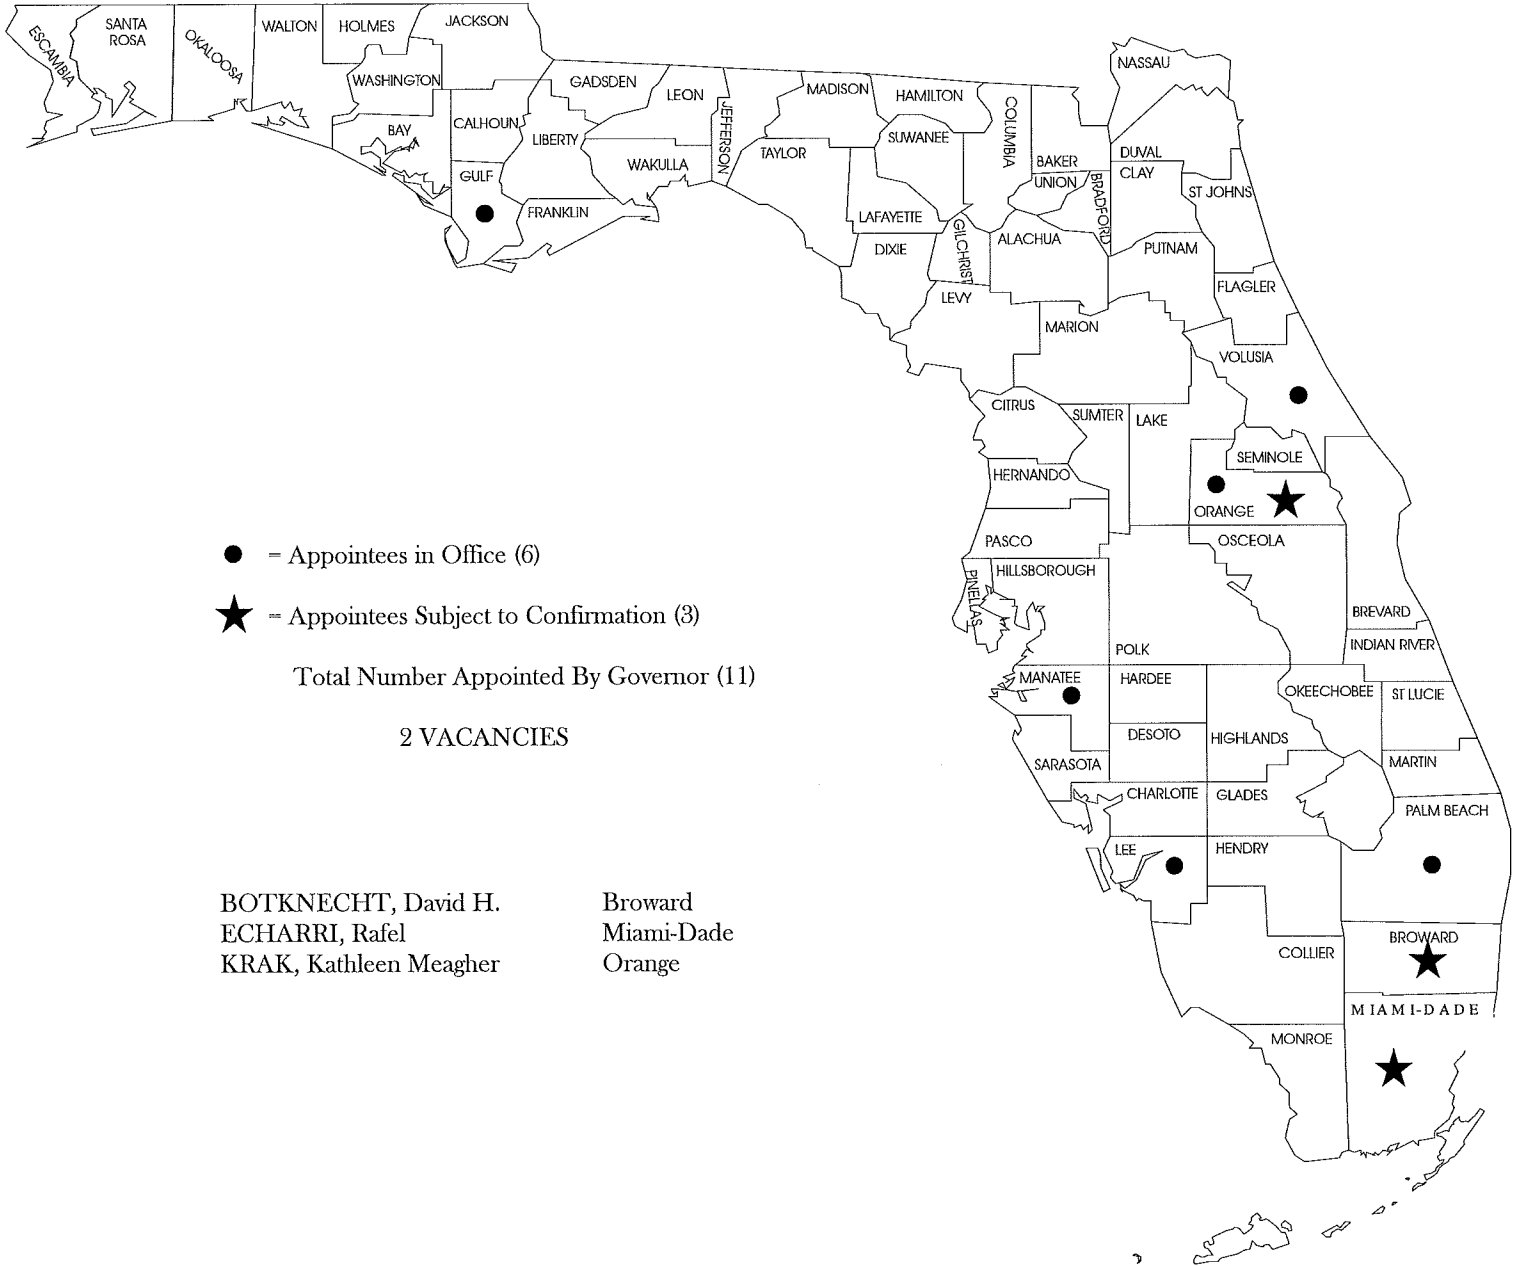 ESCAMBIA
SANTA
ROSA
OKALOOSA
WALTON
HOLMES
JACKSON
WASHINGTON
BAY
CALHOUN
GULF
LIBERTY
GADSDEN
FRANKLIN
LEON
WAKULLA
JEFFERSON
MADISON
TAYLOR
HAMILTON
SUWANEE
LAFAYETTE
DIXIE
COLUMBIA
GILCHRIST
LEVY
BAKER
UNION
BRADFORD
ALACHUA
NASSAU
DUVAL
CLAY
ST JOHNS
PUTNAM
FLAGLER
MARION
VOLUSIA
CITRUS
SUMTER
LAKE
SEMINOLE
HERNANDO
ORANGE
PASCO
OSCEOLA
HILLSBOROUGH
PINELLAS
BREVARD
POLK
INDIAN RIVER
MANATEE
HARDEE
OKEECHOBEE
ST LUCIE
DESOTO
HIGHLANDS
SARASOTA
MARTIN
CHARLOTTE
GLADES
PALM BEACH
LEE
HENDRY
BROWARD
COLLIER
MIAMI-DADE
MONROE
= Appointees in Office (6)
= Appointees Subject to Confirmation (3)
Total Number Appointed By Governor (11)
2 VACANCIES
BOTKNECHT, David H. Broward
ECHARRI, Rafel Miami-Dade
KRAK, Kathleen Meagher Orange